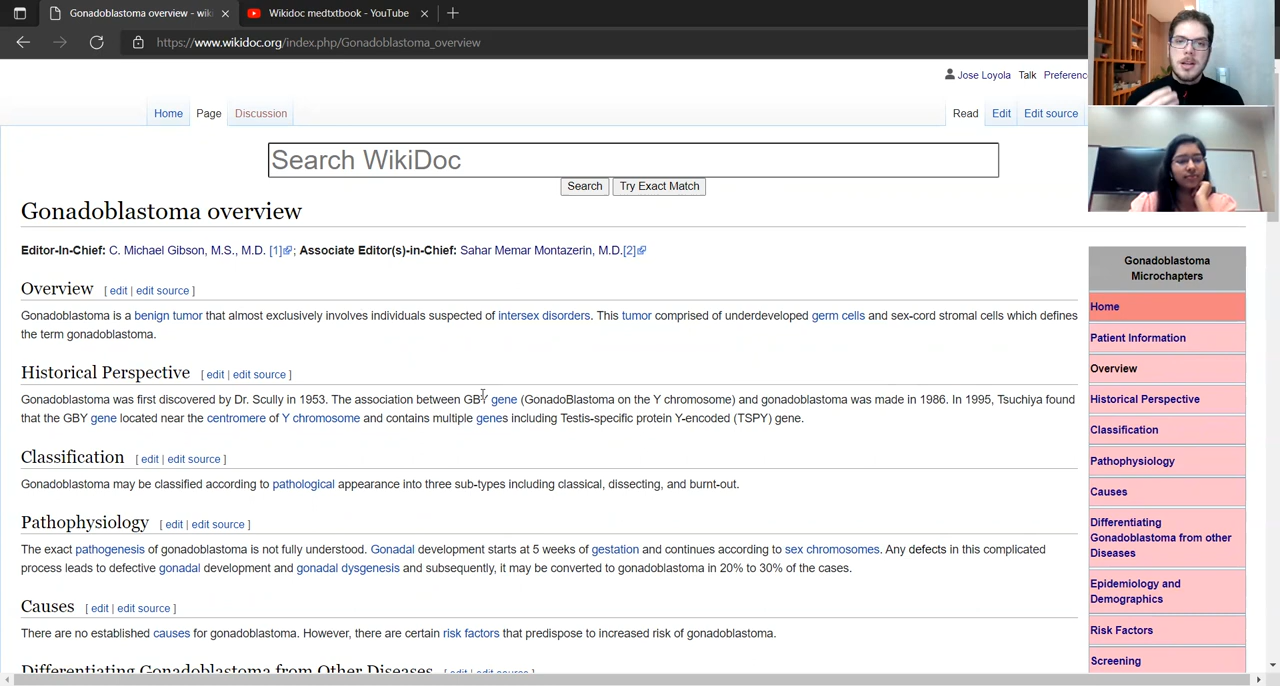 Gonadoblastoma overview - wiki
Wikidoc medtxtbook - YouTube
https://www.wikidoc.org/index.php/Gonadoblastoma_overview
Jose Loyola Talk Preferenc
Home Page Discussion Read Edit Edit source
Search WikiDoc
Search Try Exact Match
Gonadoblastoma overview
Editor-In-Chief: C. Michael Gibson, M.S., M.D. [1]; Associate Editor(s)-in-Chief: Sahar Memar Montazerin, M.D.[2]
Overview [ edit | edit source ]
Gonadoblastoma is a benign tumor that almost exclusively involves individuals suspected of intersex disorders. This tumor comprised of underdeveloped germ cells and sex-cord stromal cells which defines
the term gonadoblastoma.
Historical Perspective [ edit | edit source ]
Gonadoblastoma was first discovered by Dr. Scully in 1953. The association between GBY gene (GonadoBlastoma on the Y chromosome) and gonadoblastoma was made in 1986. In 1995, Tsuchiya found
that the GBY gene located near the centromere of Y chromosome and contains multiple genes including Testis-specific protein Y-encoded (TSPY) gene.
Classification [ edit | edit source ]
Gonadoblastoma may be classified according to pathological appearance into three sub-types including classical, dissecting, and burnt-out.
Pathophysiology [ edit | edit source ]
The exact pathogenesis of gonadoblastoma is not fully understood. Gonadal development starts at 5 weeks of gestation and continues according to sex chromosomes. Any defects in this complicated
process leads to defective gonadal development and gonadal dysgenesis and subsequently, it may be converted to gonadoblastoma in 20% to 30% of the cases.
Causes [ edit | edit source ]
There are no established causes for gonadoblastoma. However, there are certain risk factors that predispose to increased risk of gonadoblastoma.
Differentiating Gonadoblastoma from Other Diseases [ edit | edit source ]
Gonadoblastoma
Microchapters
Home
Patient Information
Overview
Historical Perspective
Classification
Pathophysiology
Causes
Differentiating
Gonadoblastoma from other
Diseases
Epidemiology and
Demographics
Risk Factors
Screening